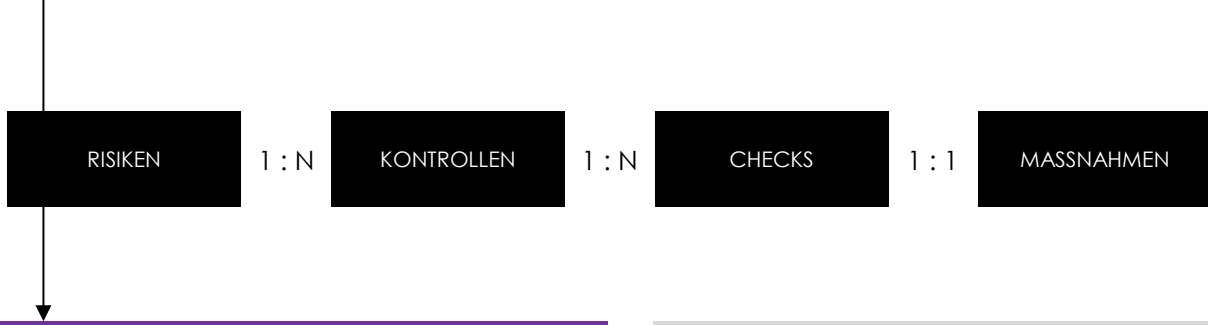 RISIKEN 1 : N KONTROLLEN 1 : N CHECKS 1 : 1 MASSNAHMEN